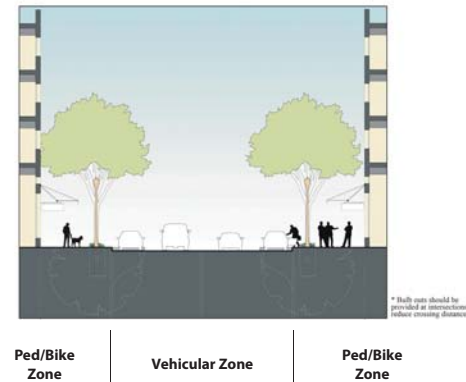 * Bulb outs should be
provided at intersections
reduce crossing distance
Ped/Bike
Zone
Vehicular Zone
Ped/Bike
Zone